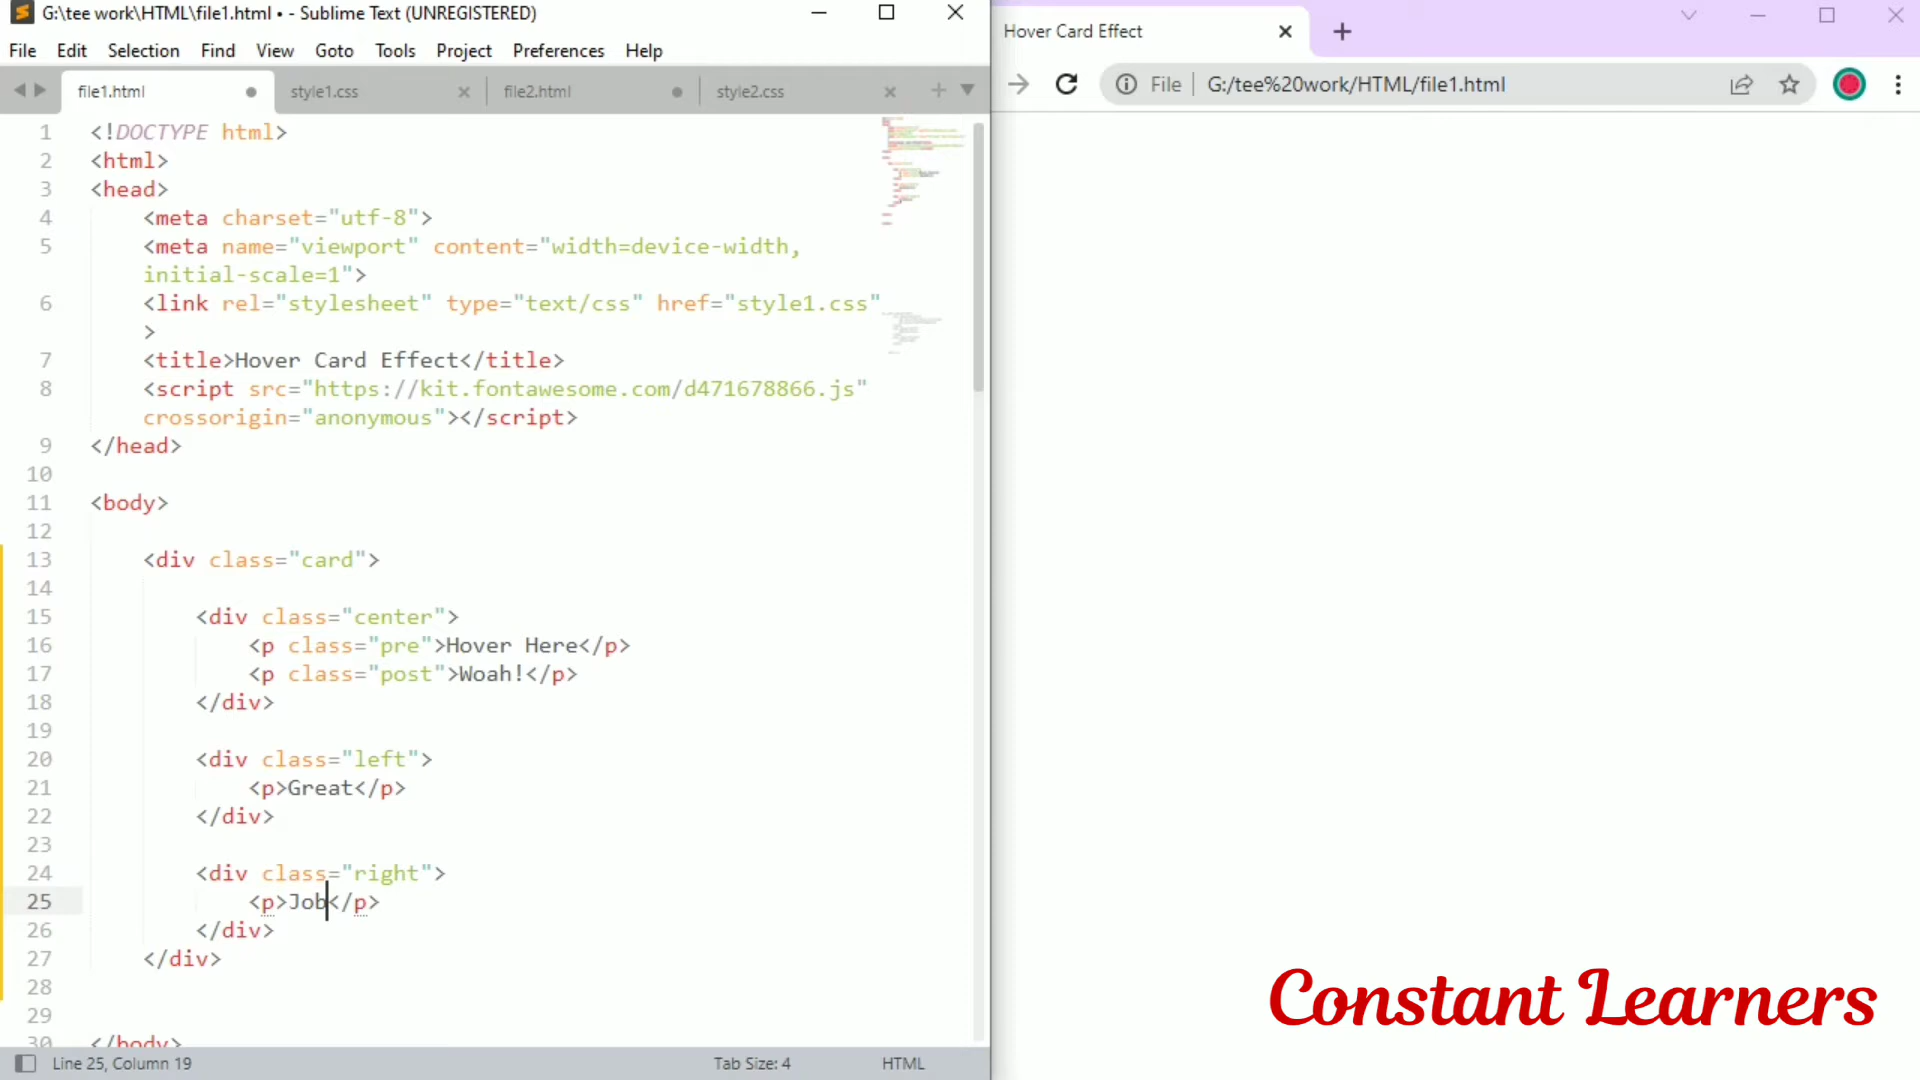 G:\tee work\HTML\file1.html • - Sublime Text (UNREGISTERED)
File Edit Selection Find View Goto Tools Project Preferences Help
file1.html style1.css file2.html style2.css
1 <!DOCTYPE html>
2 <html>
3 <head>
4 <meta charset="utf-8">
5 <meta name="viewport" content="width=device-width,
initial-scale=1">
6 <link rel="stylesheet" type="text/css" href="style1.css"
>
7 <title>Hover Card Effect</title>
8 <script src="https://kit.fontawesome.com/d471678866.js"
crossorigin="anonymous"></script>
9 </head>
10
11 <body>
12
13 <div class="card">
14
15 <div class="center">
16 <p class="pre">Hover Here</p>
17 <p class="post">Woah!</p>
18 </div>
19
20 <div class="left">
21 <p>Great</p>
22 </div>
23
24 <div class="right">
25 <p>Job</p>
26 </div>
27 </div>
28
29
30 </body>
Line 25, Column 19 Tab Size: 4 HTML
Hover Card Effect
File G:/tee%20work/HTML/file1.html
Constant Learners